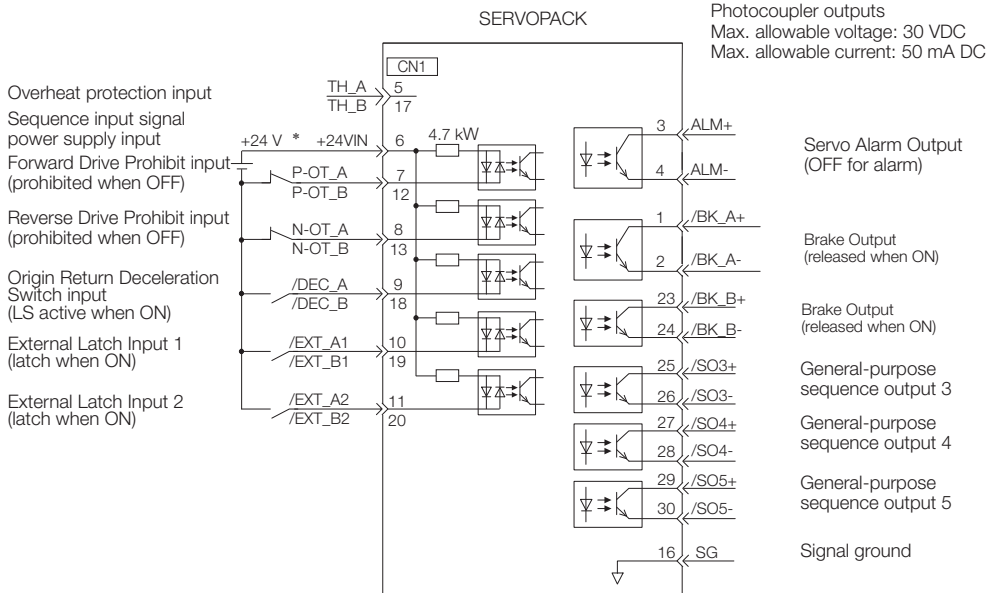 SERVOPACK
Photocoupler outputs
Max. allowable voltage: 30 VDC
Max. allowable current: 50 mA DC
CN1
Overheat protection input
TH_A 5
TH_B 17
Sequence input signal
power supply input
+24 V * +24VIN 6 4.7 kW
Forward Drive Prohibit input
(prohibited when OFF)
P-OT_A 7
P-OT_B 12
Reverse Drive Prohibit input
(prohibited when OFF)
N-OT_A 8
N-OT_B 13
Origin Return Deceleration
Switch input
(LS active when ON)
/DEC_A 9
/DEC_B 18
External Latch Input 1
(latch when ON)
/EXT_A1 10
/EXT_B1 19
External Latch Input 2
(latch when ON)
/EXT_A2 11
/EXT_B2 20
3 ALM+
4 ALM-
Servo Alarm Output
(OFF for alarm)
1 /BK_A+
2 /BK_A-
Brake Output
(released when ON)
23 /BK_B+
24 /BK_B-
Brake Output
(released when ON)
25 /SO3+
26 /SO3-
General-purpose
sequence output 3
27 /SO4+
28 /SO4-
General-purpose
sequence output 4
29 /SO5+
30 /SO5-
General-purpose
sequence output 5
16 SG
Signal ground